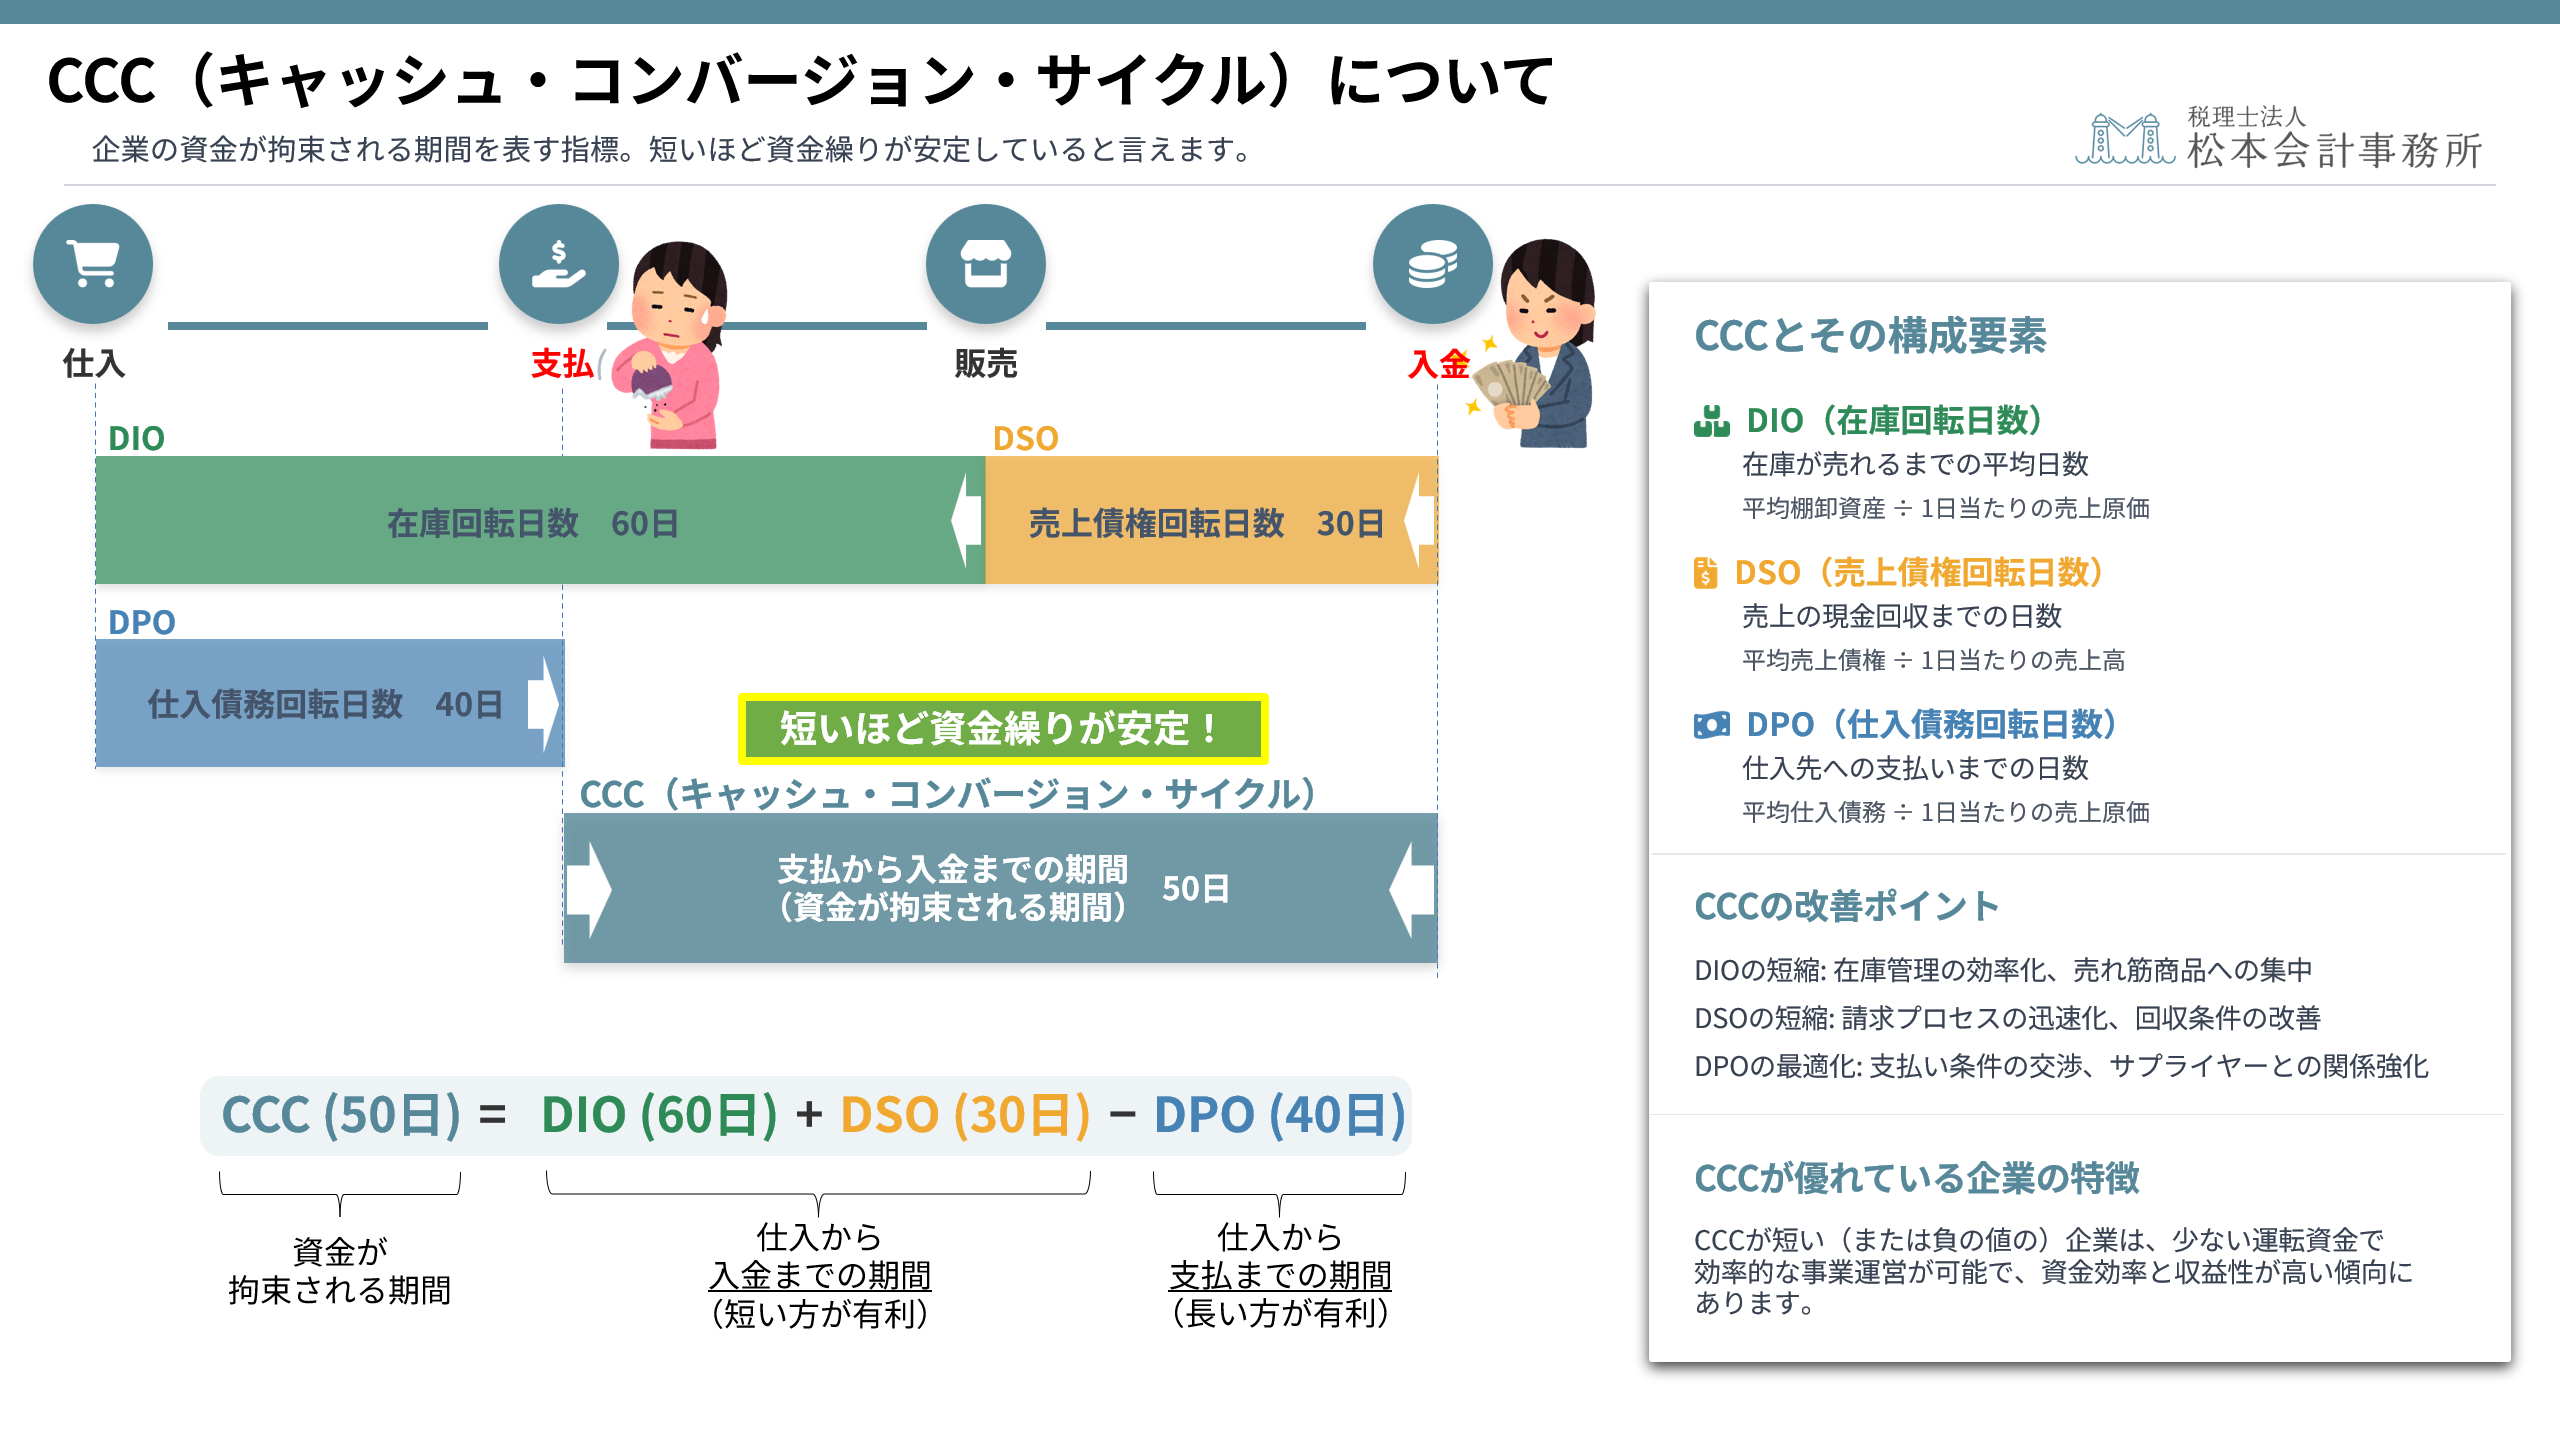 CCC（キャッシュ・コンバージョン・サイクル）について
企業の資金が拘束される期間を表す指標。短いほど資金繰りが安定していると言えます。
税理士法人
松本会計事務所
仕入
支払(
販売
入金
DIO
DSO
在庫回転日数　60日
売上債権回転日数　30日
DPO
仕入債務回転日数　40日
短いほど資金繰りが安定！
CCC（キャッシュ・コンバージョン・サイクル）
支払から入金までの期間
（資金が拘束される期間）
50日
CCC (50日) = DIO (60日) + DSO (30日) − DPO (40日)
資金が
拘束される期間
仕入から
入金までの期間
（短い方が有利）
仕入から
支払までの期間
（長い方が有利）
CCCとその構成要素
DIO（在庫回転日数）
在庫が売れるまでの平均日数
平均棚卸資産 ÷ 1日当たりの売上原価
DSO（売上債権回転日数）
売上の現金回収までの日数
平均売上債権 ÷ 1日当たりの売上高
DPO（仕入債務回転日数）
仕入先への支払いまでの日数
平均仕入債務 ÷ 1日当たりの売上原価
CCCの改善ポイント
DIOの短縮: 在庫管理の効率化、売れ筋商品への集中
DSOの短縮: 請求プロセスの迅速化、回収条件の改善
DPOの最適化: 支払い条件の交渉、サプライヤーとの関係強化
CCCが優れている企業の特徴
CCCが短い（または負の値の）企業は、少ない運転資金で
効率的な事業運営が可能で、資金効率と収益性が高い傾向に
あります。